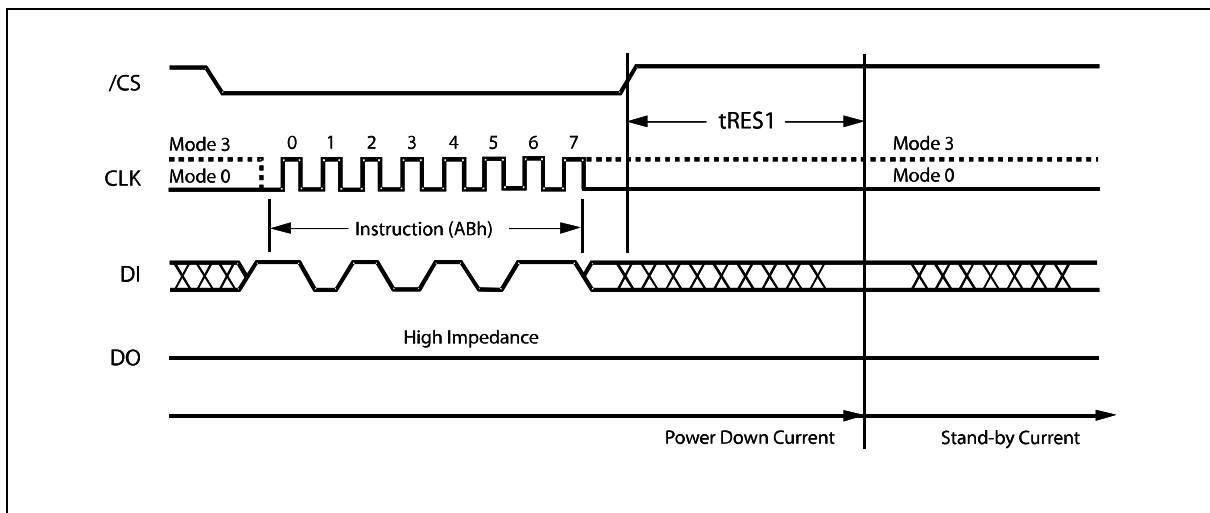 /CS
tRES1
Mode 3 0 1 2 3 4 5 6 7 Mode 3
CLK Mode 0 Mode 0
Instruction (ABh)
DI
High Impedance
DO
Power Down Current Stand-by Current